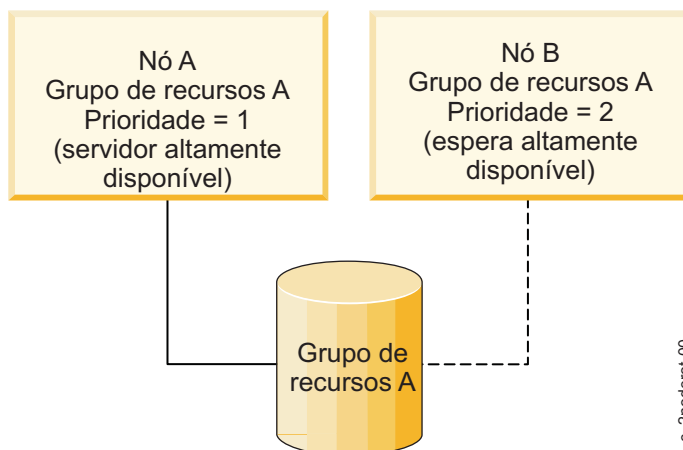 Nó A
Grupo de recursos A
Prioridade = 1
(servidor altamente
disponível)
Nó B
Grupo de recursos A
Prioridade = 2
(espera altamente
disponível)
Grupo de
recursos A